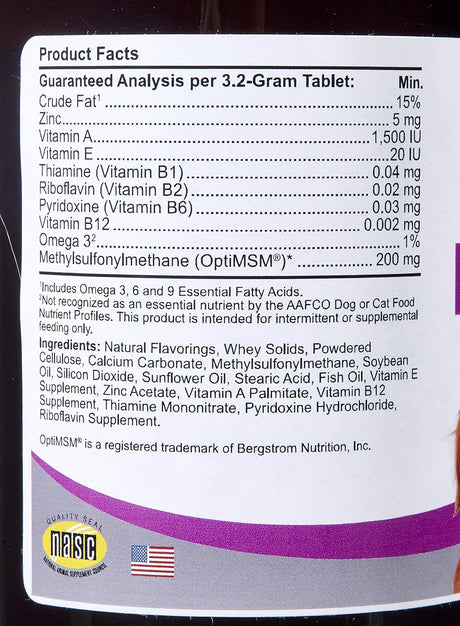 Product Facts
Guaranteed Analysis per 3.2-Gram Tablet: Min.
Crude Fat¹ ........ 15%
Zinc........ 5 mg
Vitamin A........ 1,500 IU
Vitamin E ........ 20 IU
Thiamine (Vitamin B1) ........ 0.04 mg
Riboflavin (Vitamin B2) ........ 0.02 mg
Pyridoxine (Vitamin B6) ........ 0.03 mg
Vitamin B12 ........ 0.002 mg
Omega 3²........ 1%
Methylsulfonylmethane (OptiMSM®)* ........ 200 mg
¹Includes Omega 3, 6 and 9 Essential Fatty Acids.
²Not recognized as an essential nutrient by the AAFCO Dog or Cat Food
Nutrient Profiles. This product is intended for intermittent or supplemental
feeding only.
Ingredients: Natural Flavorings, Whey Solids, Powdered
Cellulose, Calcium Carbonate, Methylsulfonylmethane, Soybean
Oil, Silicon Dioxide, Sunflower Oil, Stearic Acid, Fish Oil, Vitamin E
Supplement, Zinc Acetate, Vitamin A Palmitate, Vitamin B12
Supplement, Thiamine Mononitrate, Pyridoxine Hydrochloride,
Riboflavin Supplement.
OptiMSM® is a registered trademark of Bergstrom Nutrition, Inc.
QUALITY SEAL
nasc
NATIONAL ANIMAL SUPPLEMENT COUNCIL